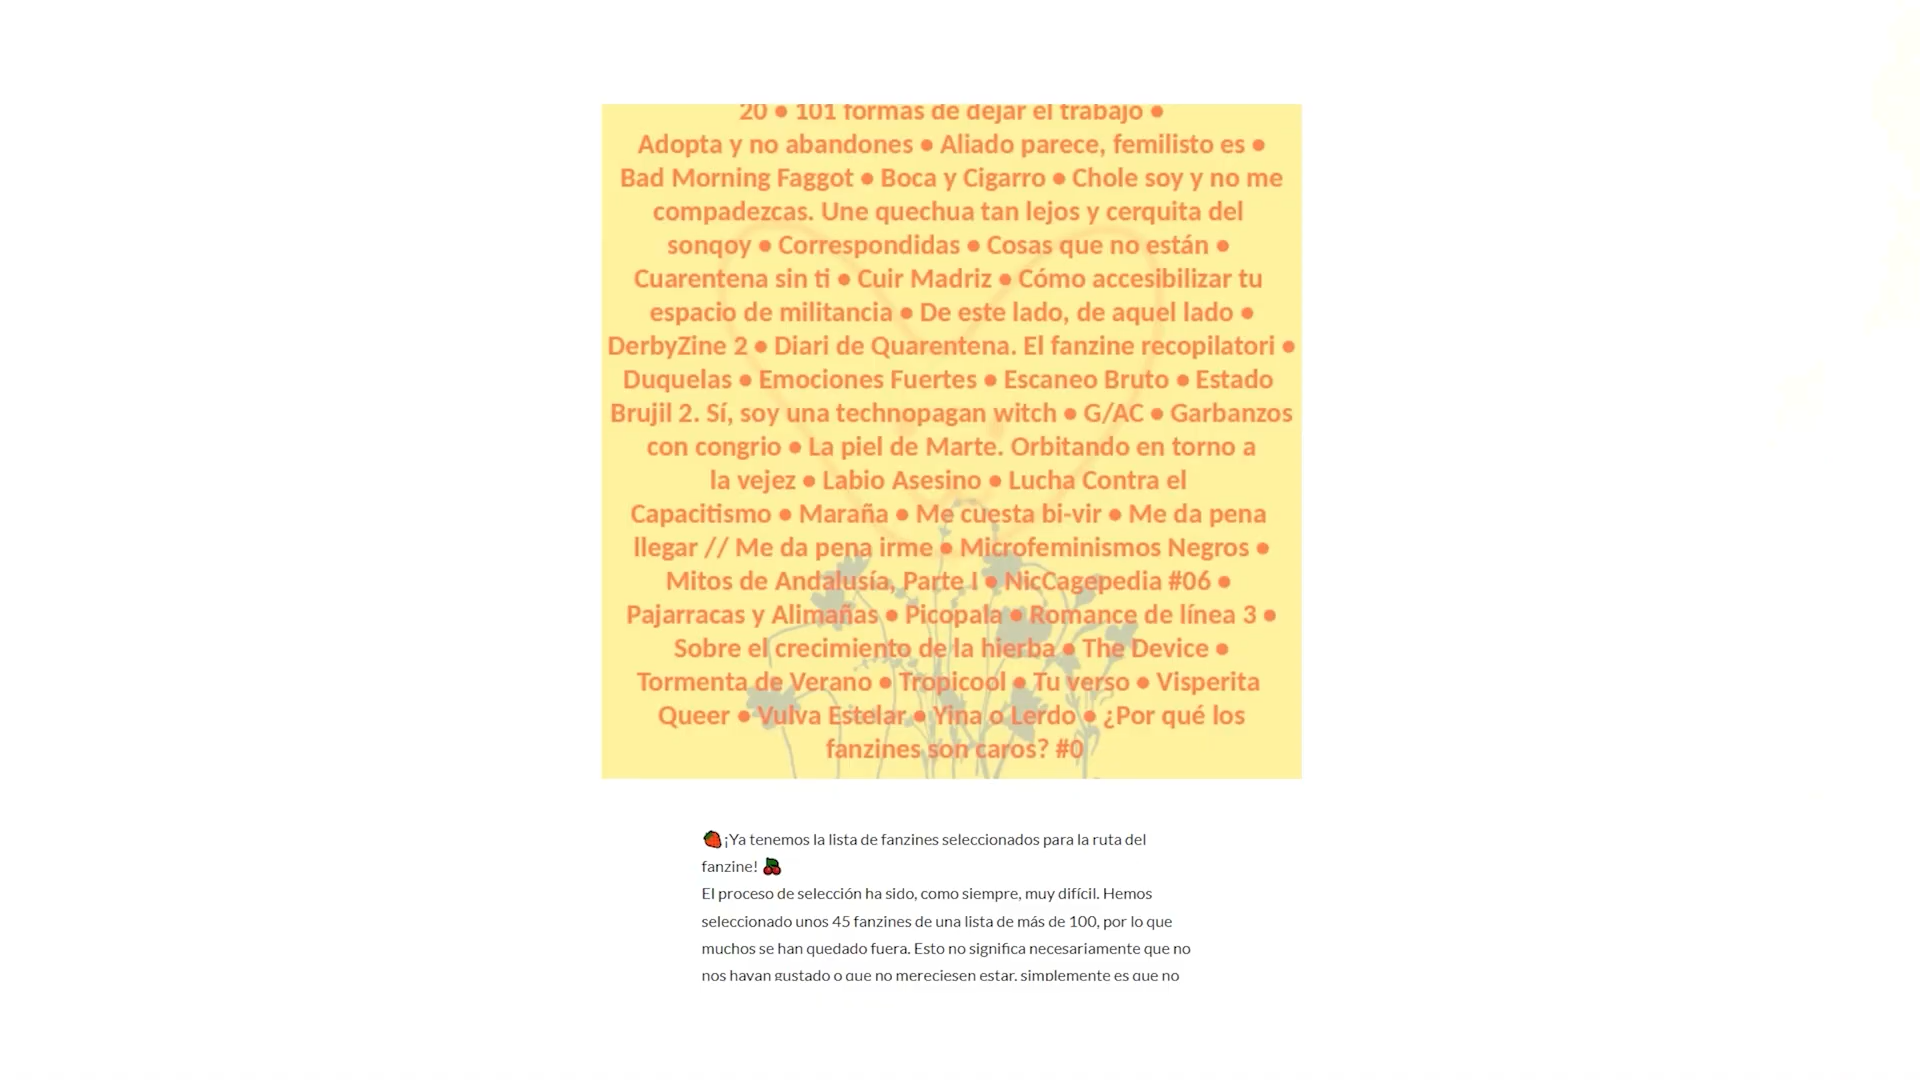 20 • 101 formas de dejar el trabajo •
Adopta y no abandones • Aliado parece, femilisto es •
Bad Morning Faggot • Boca y Cigarro • Chole soy y no me
compadezcas. Une quechua tan lejos y cerquita del
sonqoy • Correspondidas • Cosas que no están •
Cuarentena sin ti • Cuir Madriz • Cómo accesibilizar tu
espacio de militancia • De este lado, de aquel lado •
DerbyZine 2 • Diari de Quarentena. El fanzine recopilatori •
Duquelas • Emociones Fuertes • Escaneo Bruto • Estado
Brujil 2. Sí, soy una technopagan witch • G/AC • Garbanzos
con congrio • La piel de Marte. Orbitando en torno a
la vejez • Labio Asesino • Lucha Contra el
Capacitismo • Maraña • Me cuesta bi-vir • Me da pena
llegar // Me da pena irme • Microfeminismos Negros •
Mitos de Andalusía, Parte I • NicCagepedia #06 •
Pajarracas y Alimañas • Picopala • Romance de línea 3 •
Sobre el crecimiento de la hierba • The Device •
Tormenta de Verano • Tropicool • Tu verso • Visperita
Queer • Vulva Estelar • Yina o Lerdo • ¿Por qué los
fanzines son caros? #0
🍓¡Ya tenemos la lista de fanzines seleccionados para la ruta del
fanzine! 🍒
El proceso de selección ha sido, como siempre, muy difícil. Hemos
seleccionado unos 45 fanzines de una lista de más de 100, por lo que
muchos se han quedado fuera. Esto no significa necesariamente que no
nos hayan gustado o que no mereciesen estar, simplemente es que no